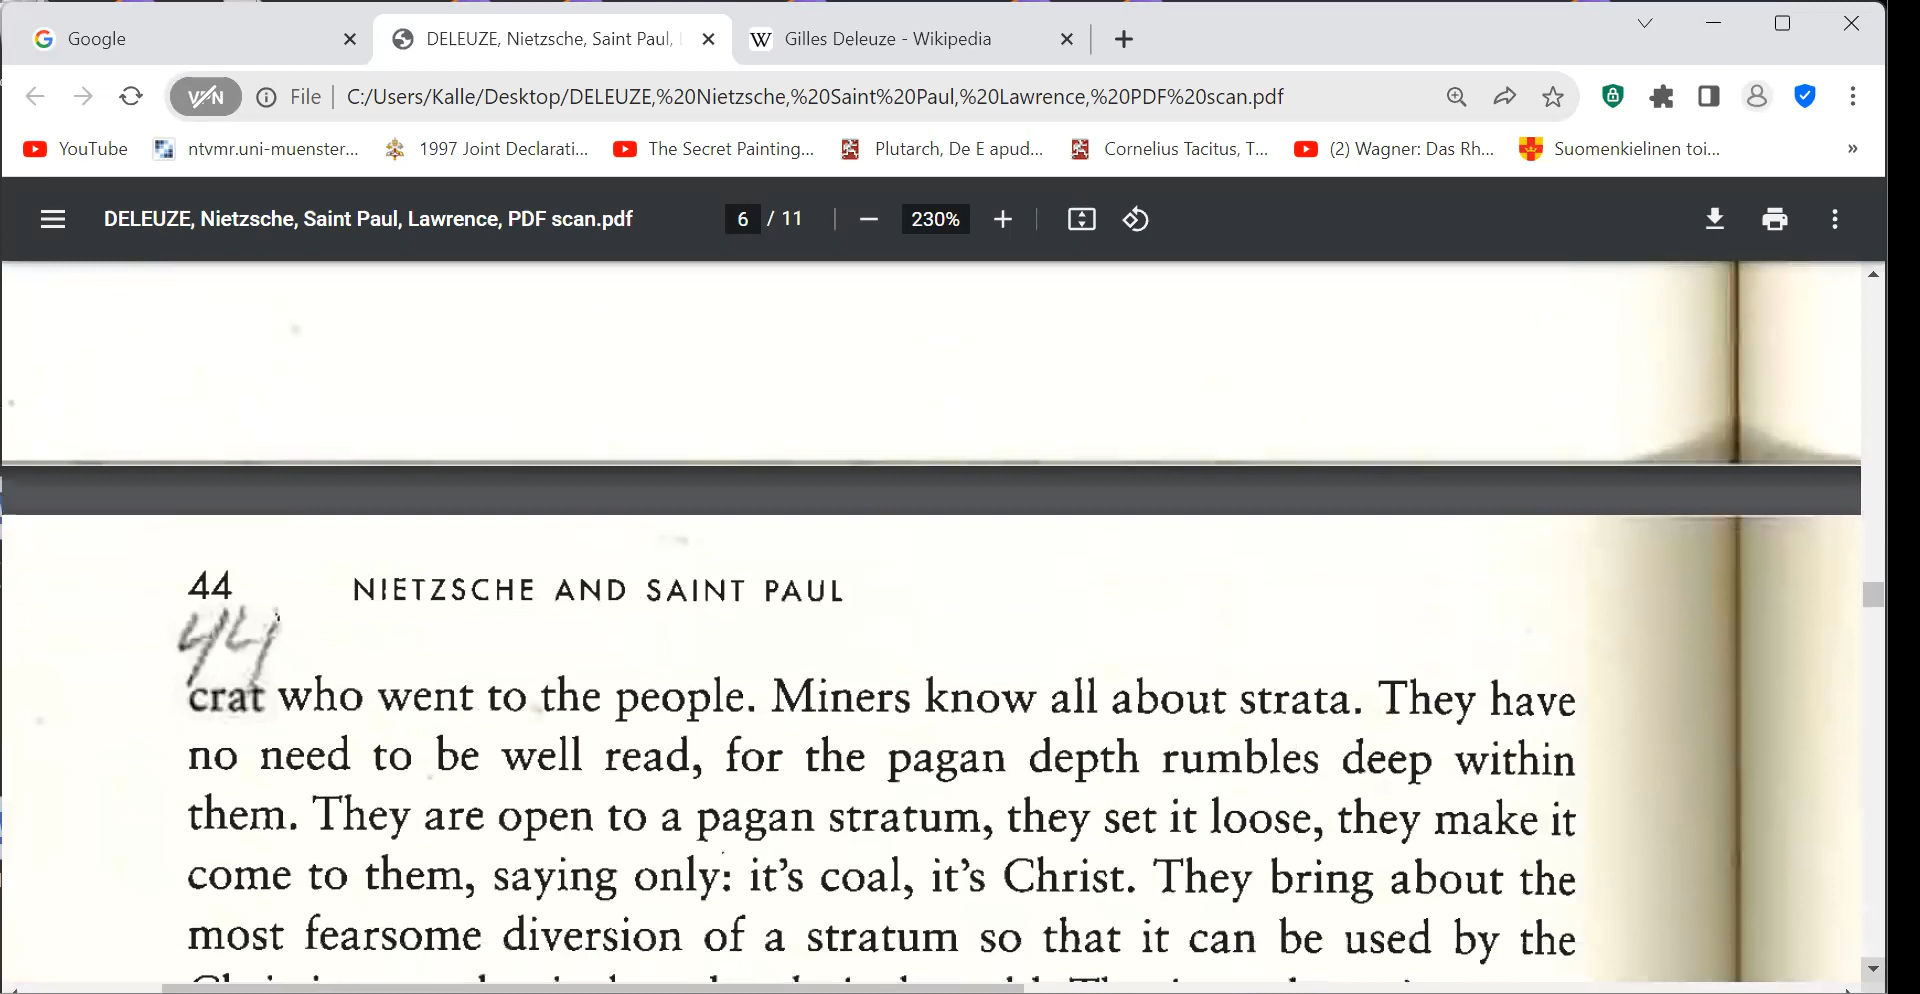 Google
DELEUZE, Nietzsche, Saint Paul,
Gilles Deleuze - Wikipedia
VPN
File
C:/Users/Kalle/Desktop/DELEUZE,%20Nietzsche,%20Saint%20Paul,%20Lawrence,%20PDF%20scan.pdf
YouTube
ntvmr.uni-muenster...
1997 Joint Declarati...
The Secret Painting...
Plutarch, De E apud...
Cornelius Tacitus, T...
(2) Wagner: Das Rh...
Suomenkielinen toi...
»
DELEUZE, Nietzsche, Saint Paul, Lawrence, PDF scan.pdf
6 / 11
230%
44 NIETZSCHE AND SAINT PAUL
44
crat who went to the people. Miners know all about strata. They have
no need to be well read, for the pagan depth rumbles deep within
them. They are open to a pagan stratum, they set it loose, they make it
come to them, saying only: it’s coal, it’s Christ. They bring about the
most fearsome diversion of a stratum so that it can be used by the